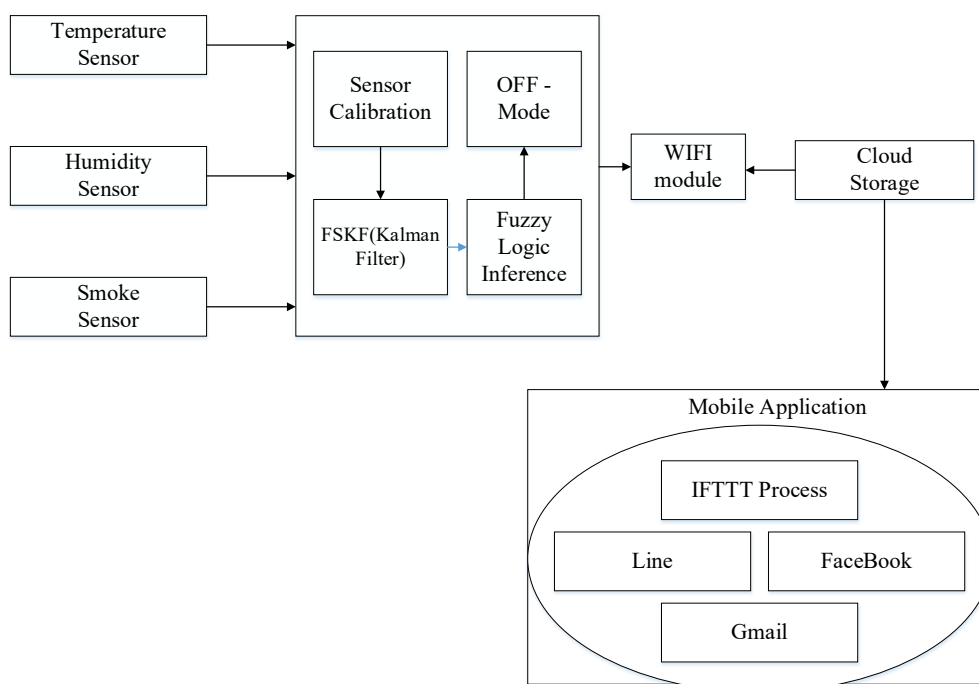 Temperature
Sensor
Humidity
Sensor
Smoke
Sensor
Sensor
Calibration
OFF -
Mode
FSKF(Kalman
Filter)
Fuzzy
Logic
Inference
WIFI
module
Cloud
Storage
Mobile Application
IFTTT Process
Line
FaceBook
Gmail